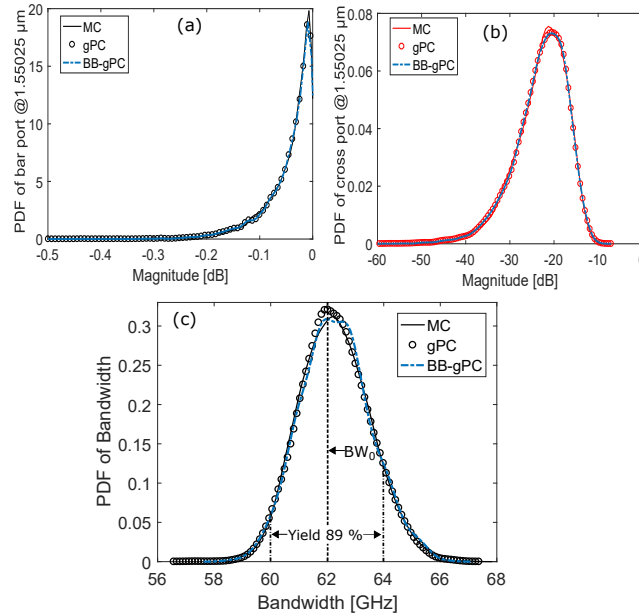 (a)
MC
gPC
BB-gPC
PDF of bar port @1.55025 µm
20
15
10
5
0
-0.5
-0.4
-0.3
-0.2
-0.1
0
Magnitude [dB]
(b)
MC
gPC
BB-gPC
PDF of cross port @1.55025 µm
0.08
0.06
0.04
0.02
0
-60
-50
-40
-30
-20
-10
0
Magnitude [dB]
(c)
MC
gPC
BB-gPC
PDF of Bandwidth
0.3
0.25
0.2
0.15
0.1
0.05
0
BW₀
Yield 89 %
56
58
60
62
64
66
68
Bandwidth [GHz]